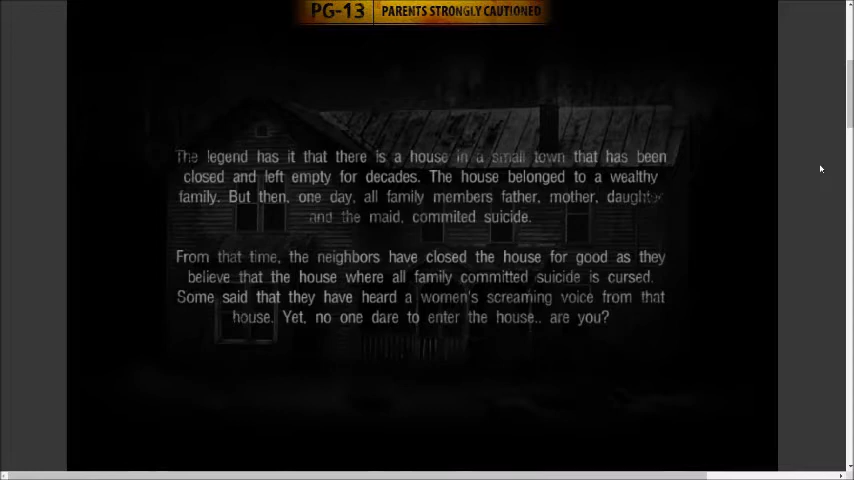 PG-13 PARENTS STRONGLY CAUTIONED
The legend has it that there is a house in a small town that has been
closed and left empty for decades. The house belonged to a wealthy
family. But then, one day, all family members father, mother, daughter
and the maid, commited suicide.
From that time, the neighbors have closed the house for good as they
believe that the house where all family committed suicide is cursed.
Some said that they have heard a women's screaming voice from that
house. Yet, no one dare to enter the house.. are you?